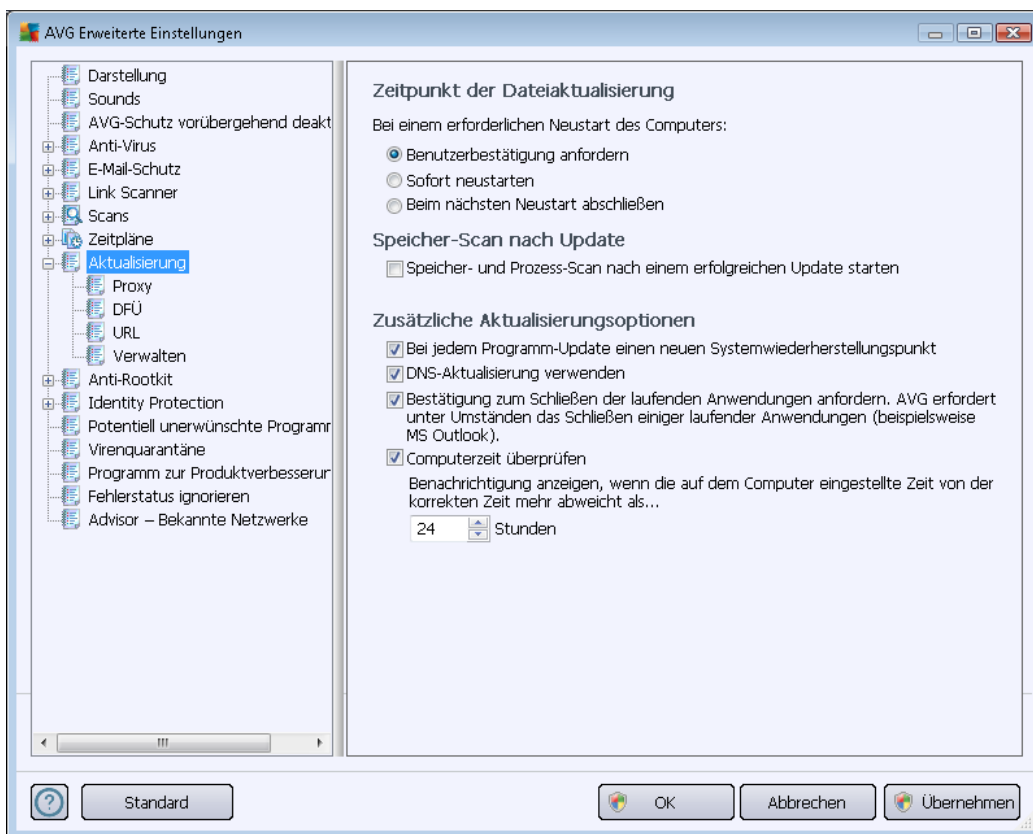 AVG Erweiterte Einstellungen
Darstellung
Sounds
AVG-Schutz vorübergehend deakt
Anti-Virus
E-Mail-Schutz
Link Scanner
Scans
Zeitpläne
Aktualisierung
Proxy
DFÜ
URL
Verwalten
Anti-Rootkit
Identity Protection
Potentiell unerwünschte Programr
Virenquarantäne
Programm zur Produktverbesserur
Fehlerstatus ignorieren
Advisor – Bekannte Netzwerke
Zeitpunkt der Dateiaktualisierung
Bei einem erforderlichen Neustart des Computers:
Benutzerbestätigung anfordern
Sofort neustarten
Beim nächsten Neustart abschließen
Speicher-Scan nach Update
Speicher- und Prozess-Scan nach einem erfolgreichen Update starten
Zusätzliche Aktualisierungsoptionen
Bei jedem Programm-Update einen neuen Systemwiederherstellungspunkt
DNS-Aktualisierung verwenden
Bestätigung zum Schließen der laufenden Anwendungen anfordern. AVG erfordert
unter Umständen das Schließen einiger laufender Anwendungen (beispielsweise
MS Outlook).
Computerzeit überprüfen
Benachrichtigung anzeigen, wenn die auf dem Computer eingestellte Zeit von der
korrekten Zeit mehr abweicht als...
24 Stunden
Standard
OK
Abbrechen
Übernehmen